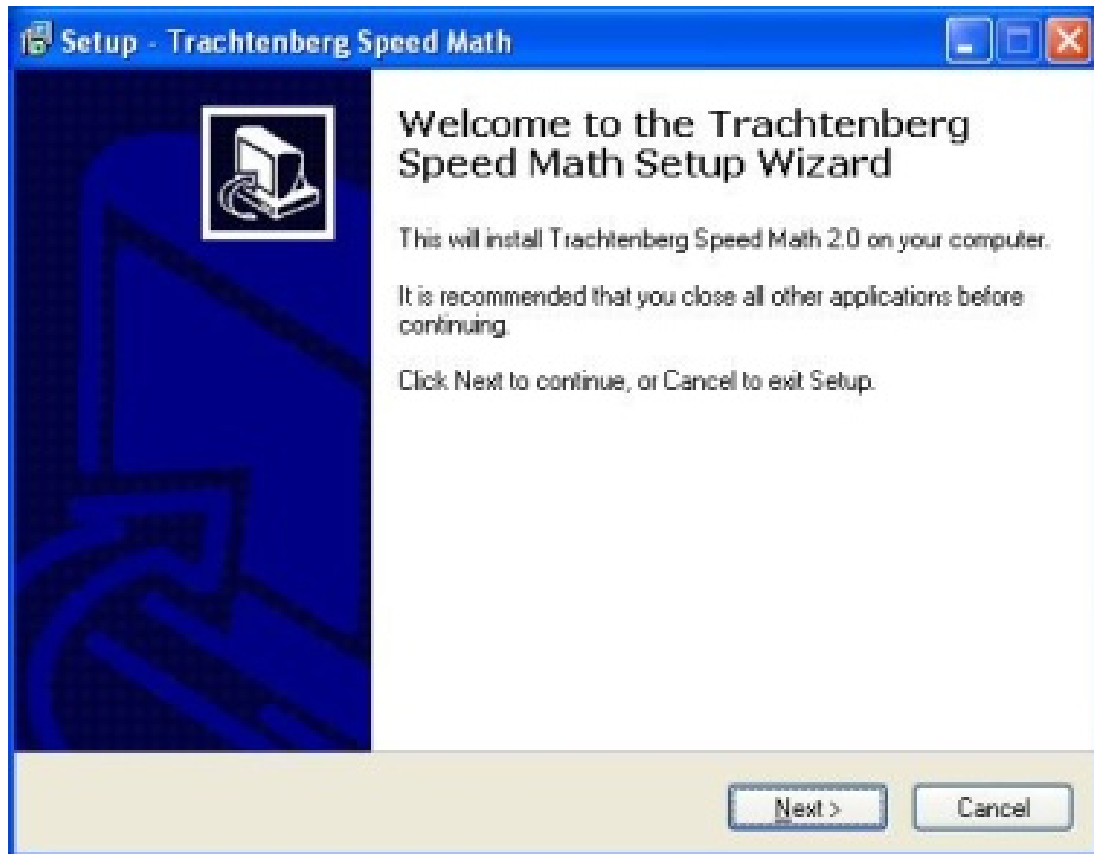 Setup - Trachtenberg Speed Math
Welcome to the Trachtenberg
Speed Math Setup Wizard
This will install Trachtenberg Speed Math 2.0 on your computer.
It is recommended that you close all other applications before
continuing.
Click Next to continue, or Cancel to exit Setup.
Next >
Cancel